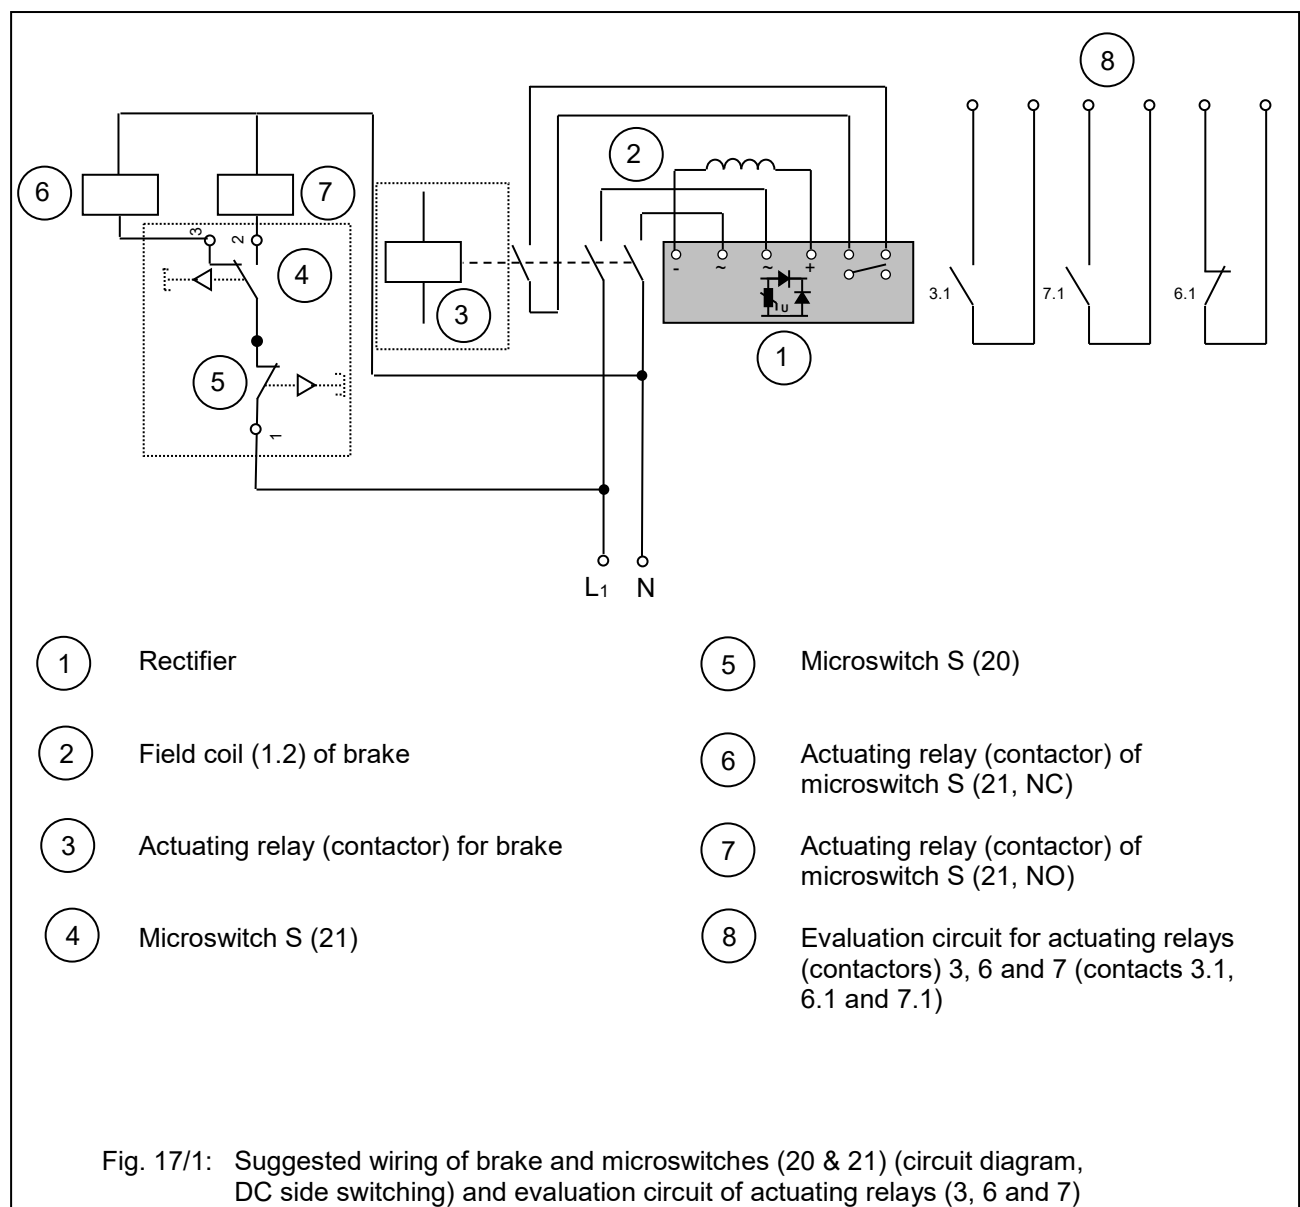 8
2
6
7
3
2
4
- ~ ~ + 
U
3.1
7.1
6.1
3
1
5
1
L1 N
1 Rectifier
5 Microswitch S (20)
2 Field coil (1.2) of brake
6 Actuating relay (contactor) of
microswitch S (21, NC)
3 Actuating relay (contactor) for brake
7 Actuating relay (contactor) of
microswitch S (21, NO)
4 Microswitch S (21)
8 Evaluation circuit for actuating relays
(contactors) 3, 6 and 7 (contacts 3.1,
6.1 and 7.1)
Fig. 17/1: Suggested wiring of brake and microswitches (20 & 21) (circuit diagram,
DC side switching) and evaluation circuit of actuating relays (3, 6 and 7)